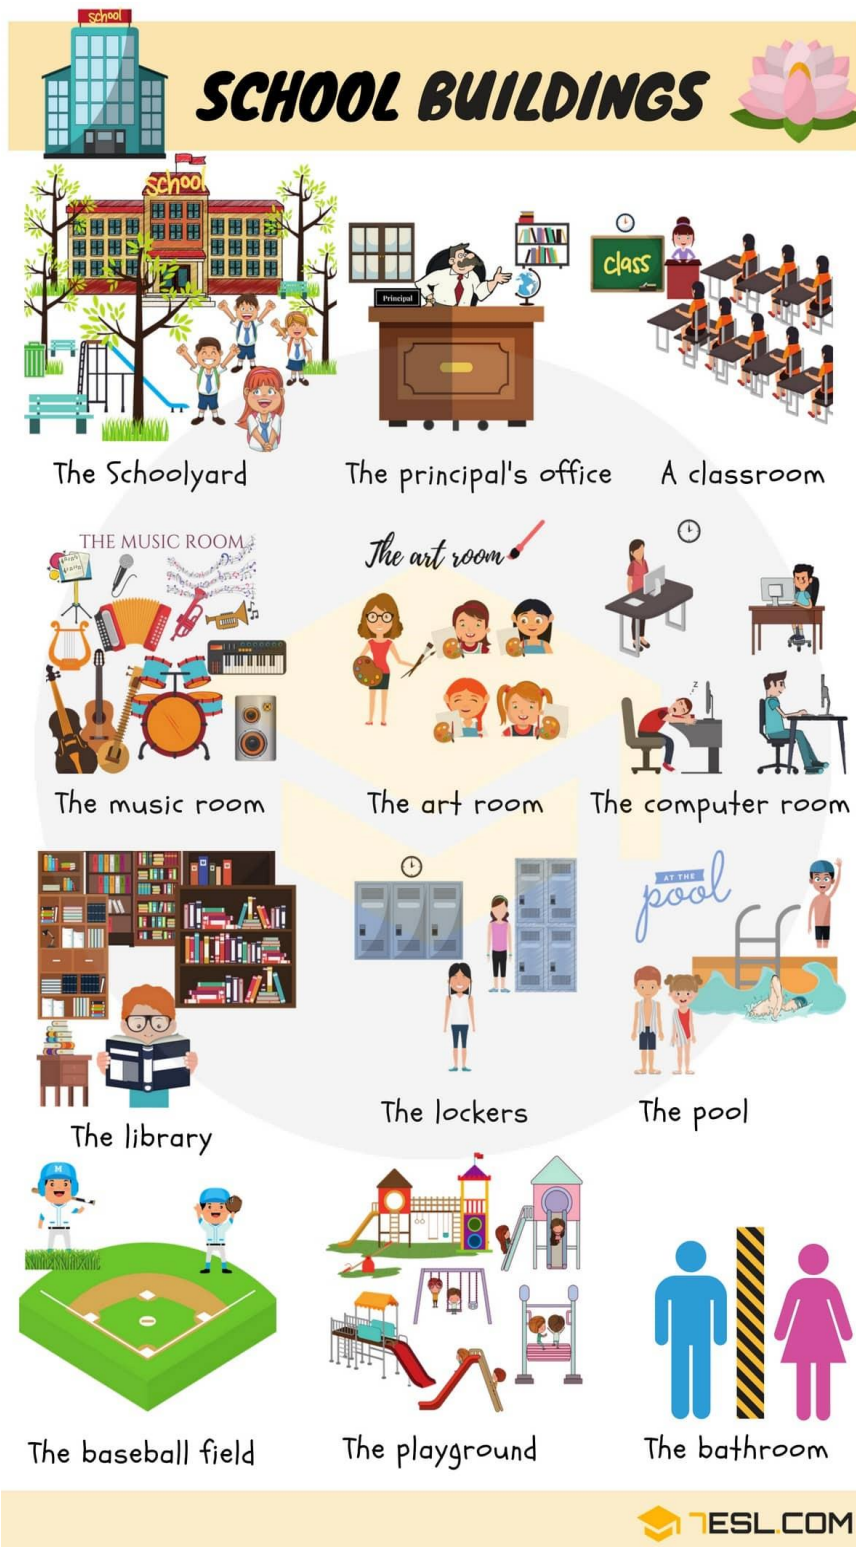 school
SCHOOL BUILDINGS
school
Principal
class
The Schoolyard
The principal's office
A classroom
THE MUSIC ROOM
The art room
z
z
The music room
The art room
The computer room
AT THE
pool
The library
The lockers
The pool
M
The baseball field
The playground
The bathroom
7ESL.COM